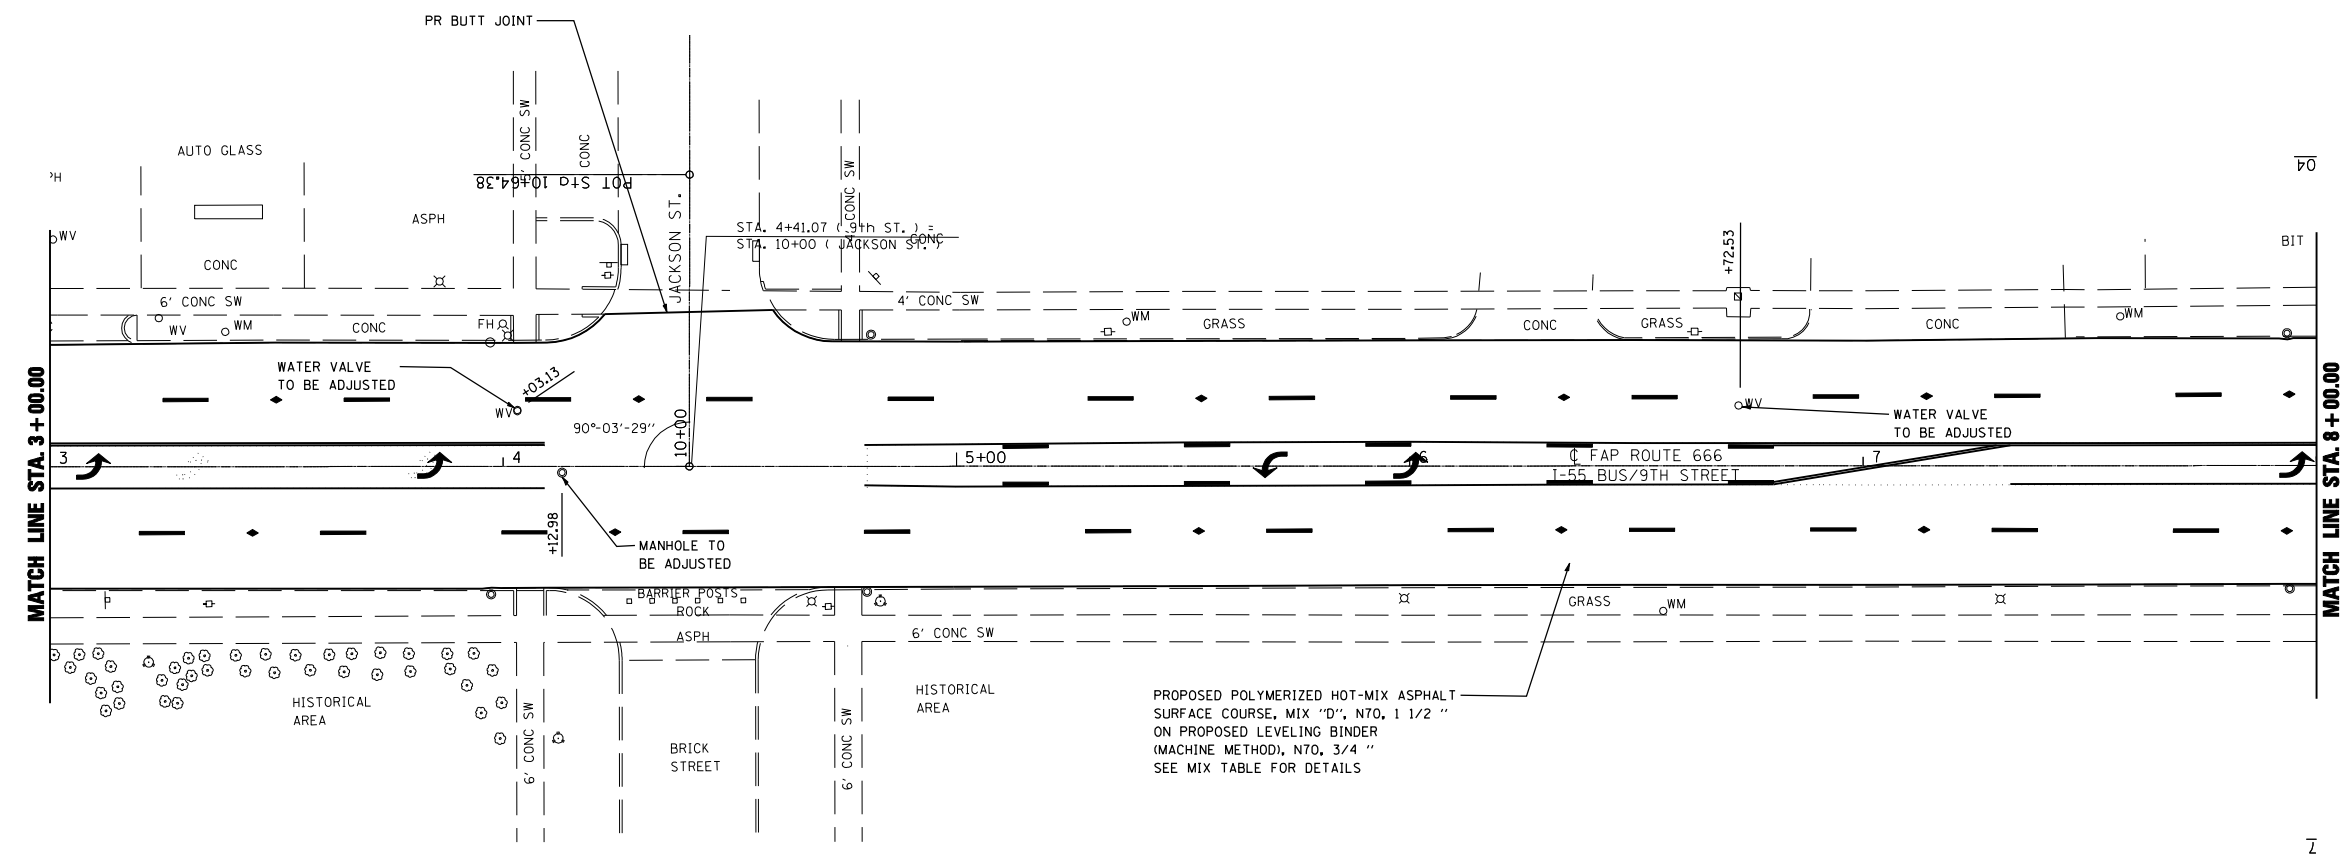 PR BUTT JOINT
AUTO GLASS
5' CONC SW
CONC
POT Sta 10+64.38
ASPH
JACKSON ST.
4' CONC SW
STA. 4+41.07 ( 9th ST. ) =
STA. 10+00 ( JACKSON ST. )
CONC
+72.53
04
BIT
WV
CONC
6' CONC SW
WV
WM
CONC
FH
4' CONC SW
WM
GRASS
CONC
GRASS
CONC
WM
WATER VALVE
TO BE ADJUSTED
WV
+03.13
90°-03'-29"
10+00
WV
WATER VALVE
TO BE ADJUSTED
MATCH LINE STA. 3+00.00
3
4
5+00
6
₵ FAP ROUTE 666
I-55 BUS/9TH STREET
7
MATCH LINE STA. 8+00.00
+12.98
MANHOLE TO
BE ADJUSTED
BARRIER POSTS
ROCK
ASPH
6' CONC SW
GRASS
WM
HISTORICAL
AREA
HISTORICAL
AREA
6' CONC SW
BRICK
STREET
6' CONC SW
PROPOSED POLYMERIZED HOT-MIX ASPHALT
SURFACE COURSE, MIX "D", N70, 1 1/2 "
ON PROPOSED LEVELING BINDER
(MACHINE METHOD), N70, 3/4 "
SEE MIX TABLE FOR DETAILS
7